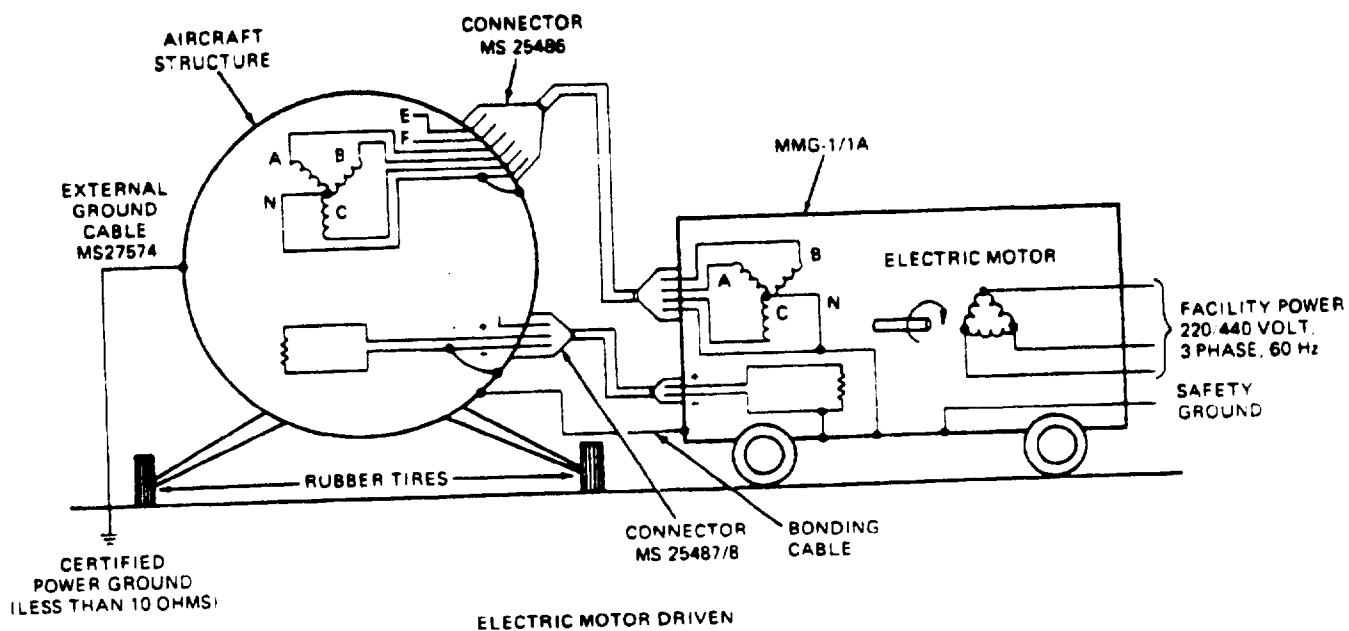 CONNECTOR
MS 25486
AIRCRAFT
STRUCTURE
E
F
A
B
N
C
EXTERNAL
GROUND
CABLE
MS27574
MMG-1/1A
B
A
N
C
ELECTRIC MOTOR
FACILITY POWER
220/440 VOLT,
3 PHASE, 60 Hz
SAFETY
GROUND
+
-
+
-
RUBBER TIRES
CONNECTOR
MS 25487/8
BONDING
CABLE
CERTIFIED
POWER GROUND
(LESS THAN 10 OHMS)
ELECTRIC MOTOR DRIVEN